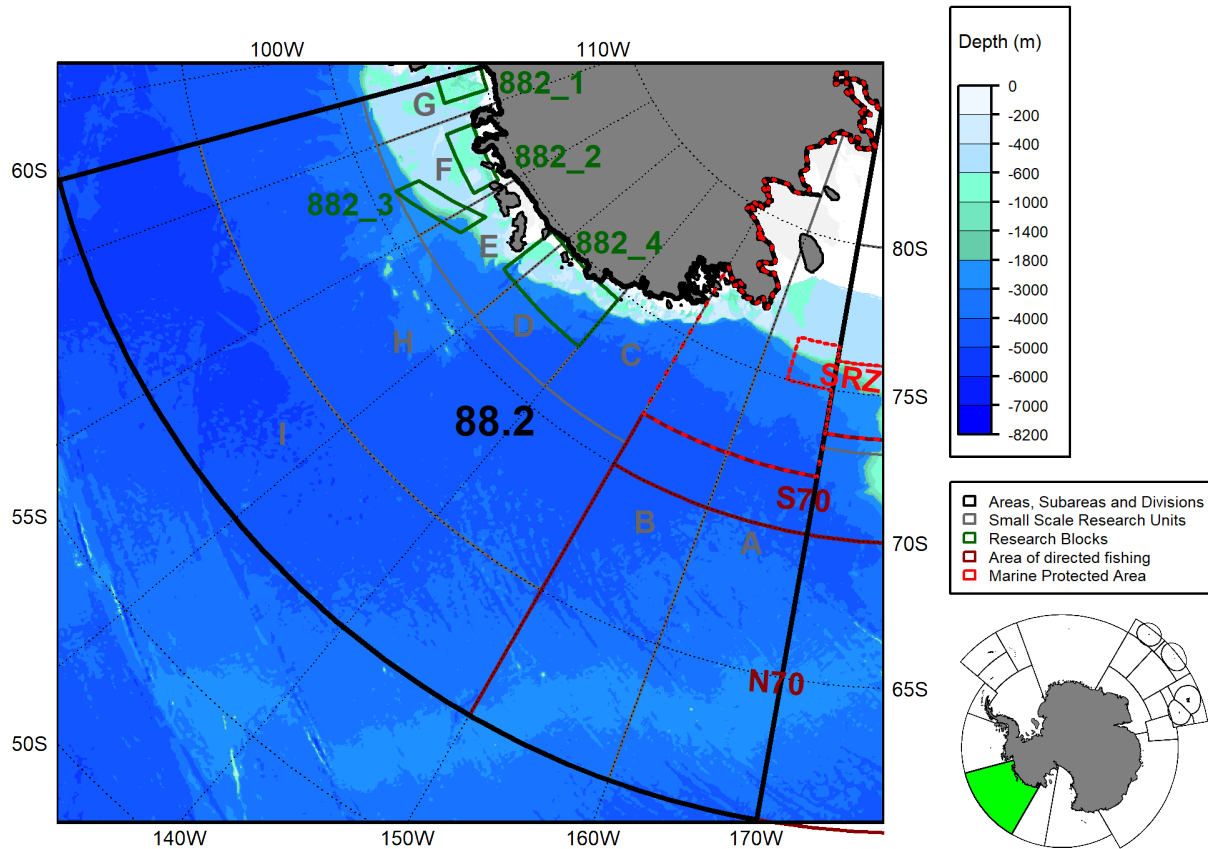 100W
110W
60S
55S
50S
140W
150W
160W
170W
80S
75S
70S
65S
882_1
882_2
882_3
882_4
G
F
E
D
C
H
I
B
A
88.2
SRZ
S70
N70
Depth (m)
0
-200
-400
-600
-1000
-1800
-3000
-4000
-5000
-6000
-7000
-8200
Areas, Subareas and Divisions
Small Scale Research Units
Research Blocks
Area of directed fishing
Marine Protected Area